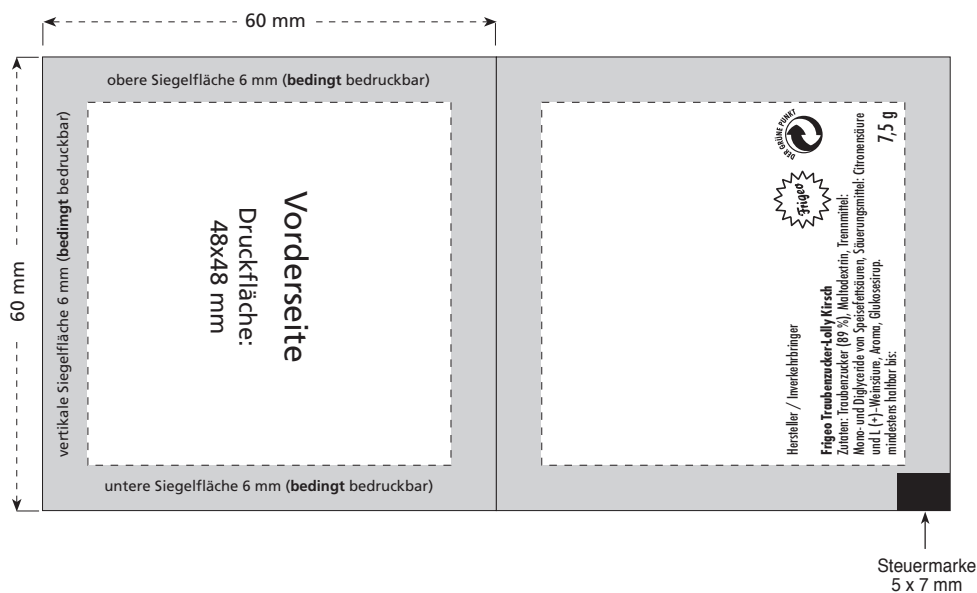 60 mm
60 mm
obere Siegelfläche 6 mm (bedingt bedruckbar)
vertikale Siegelfläche 6 mm (bedimgt bedruckbar)
Vorderseite
Druckfläche:
48x48 mm
untere Siegelfläche 6 mm (bedingt bedruckbar)
DER GRÜNE PUNKT
Frigeo
Hersteller / Inverkehrbringer
Frigeo Traubenzucker-Lolly Kirsch
Zutaten: Traubenzucker (89 %), Maltodextrin, Trennmittel:
Mono- und Diglyceride von Speisefettsäuren, Säuerungsmittel: Citronensäure
und L (+)-Weinsäure, Aroma, Glukosesirup.
mindestens haltbar bis:
7,5 g
Steuermarke
5 x 7 mm